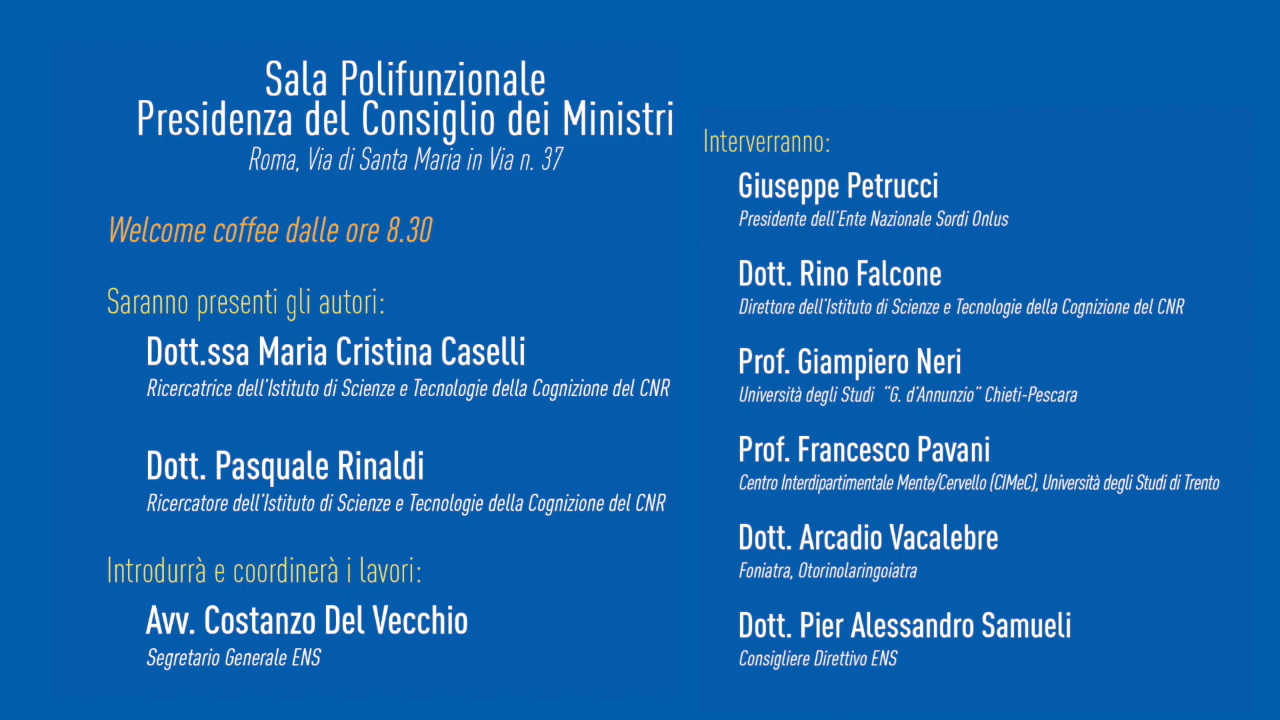 Sala Polifunzionale
Presidenza del Consiglio dei Ministri
Roma, Via di Santa Maria in Via n. 37
Welcome coffee dalle ore 8.30
Saranno presenti gli autori:
Dott.ssa Maria Cristina Caselli
Ricercatrice dell'Istituto di Scienze e Tecnologie della Cognizione del CNR
Dott. Pasquale Rinaldi
Ricercatore dell'Istituto di Scienze e Tecnologie della Cognizione del CNR
Introdurrà e coordinerà i lavori:
Avv. Costanzo Del Vecchio
Segretario Generale ENS
Interverranno:
Giuseppe Petrucci
Presidente dell'Ente Nazionale Sordi Onlus
Dott. Rino Falcone
Direttore dell'Istituto di Scienze e Tecnologie della Cognizione del CNR
Prof. Giampiero Neri
Università degli Studi "G. d'Annunzio" Chieti-Pescara
Prof. Francesco Pavani
Centro Interdipartimentale Mente/Cervello (CIMeC), Università degli Studi di Trento
Dott. Arcadio Vacalebre
Foniatra, Otorinolaringoiatra
Dott. Pier Alessandro Samueli
Consigliere Direttivo ENS